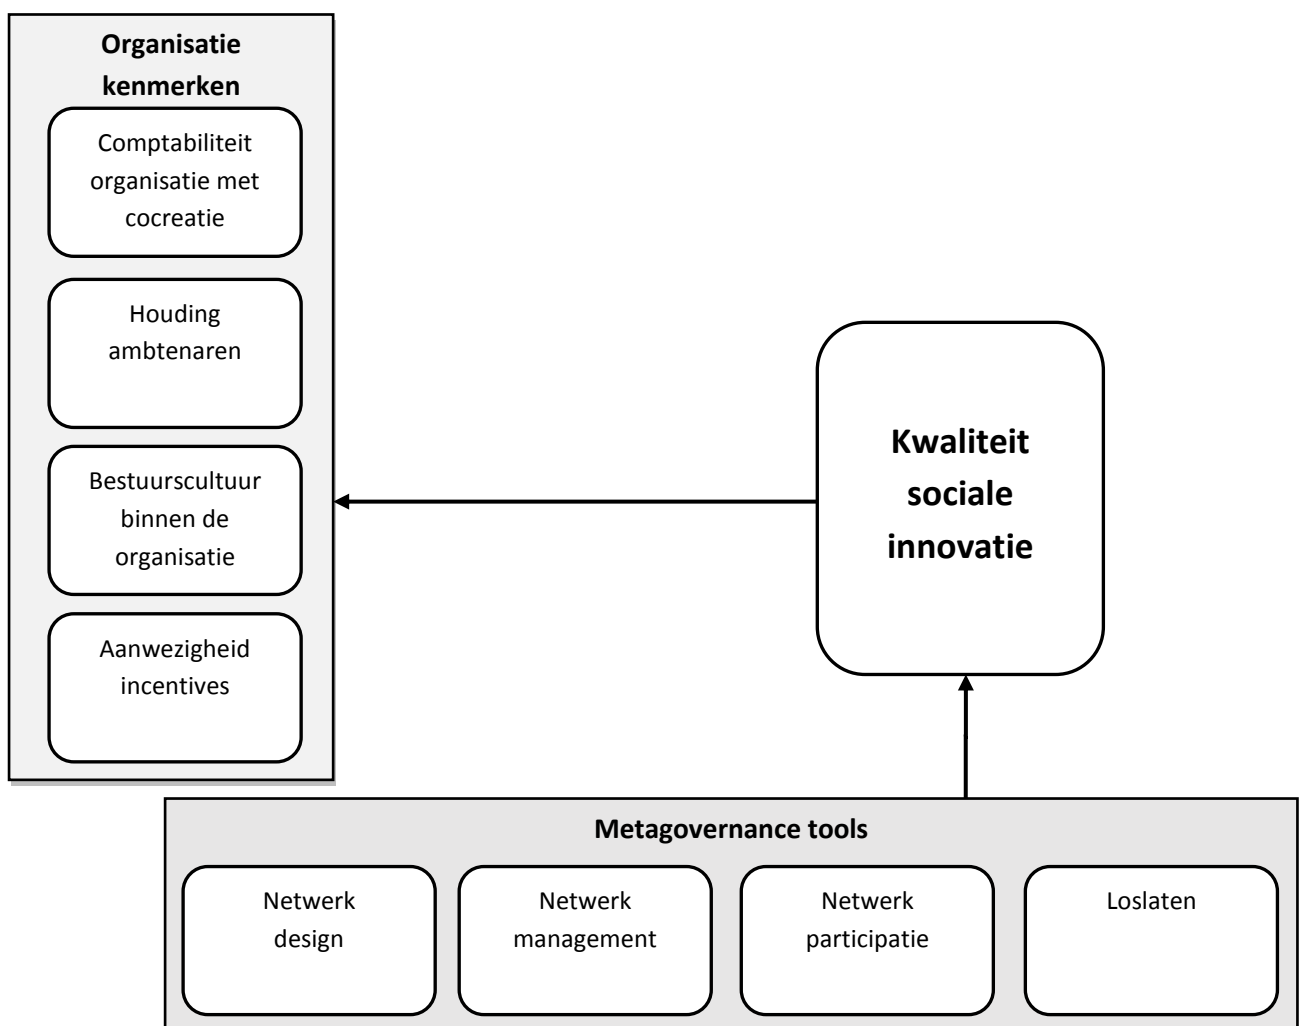 Organisatie
kenmerken
Comptabiliteit
organisatie met
cocreatie
Houding
ambtenaren
Bestuurscultuur
binnen de
organisatie
Aanwezigheid
incentives
Kwaliteit
sociale
innovatie
Metagovernance tools
Netwerk
design
Netwerk
management
Netwerk
participatie
Loslaten